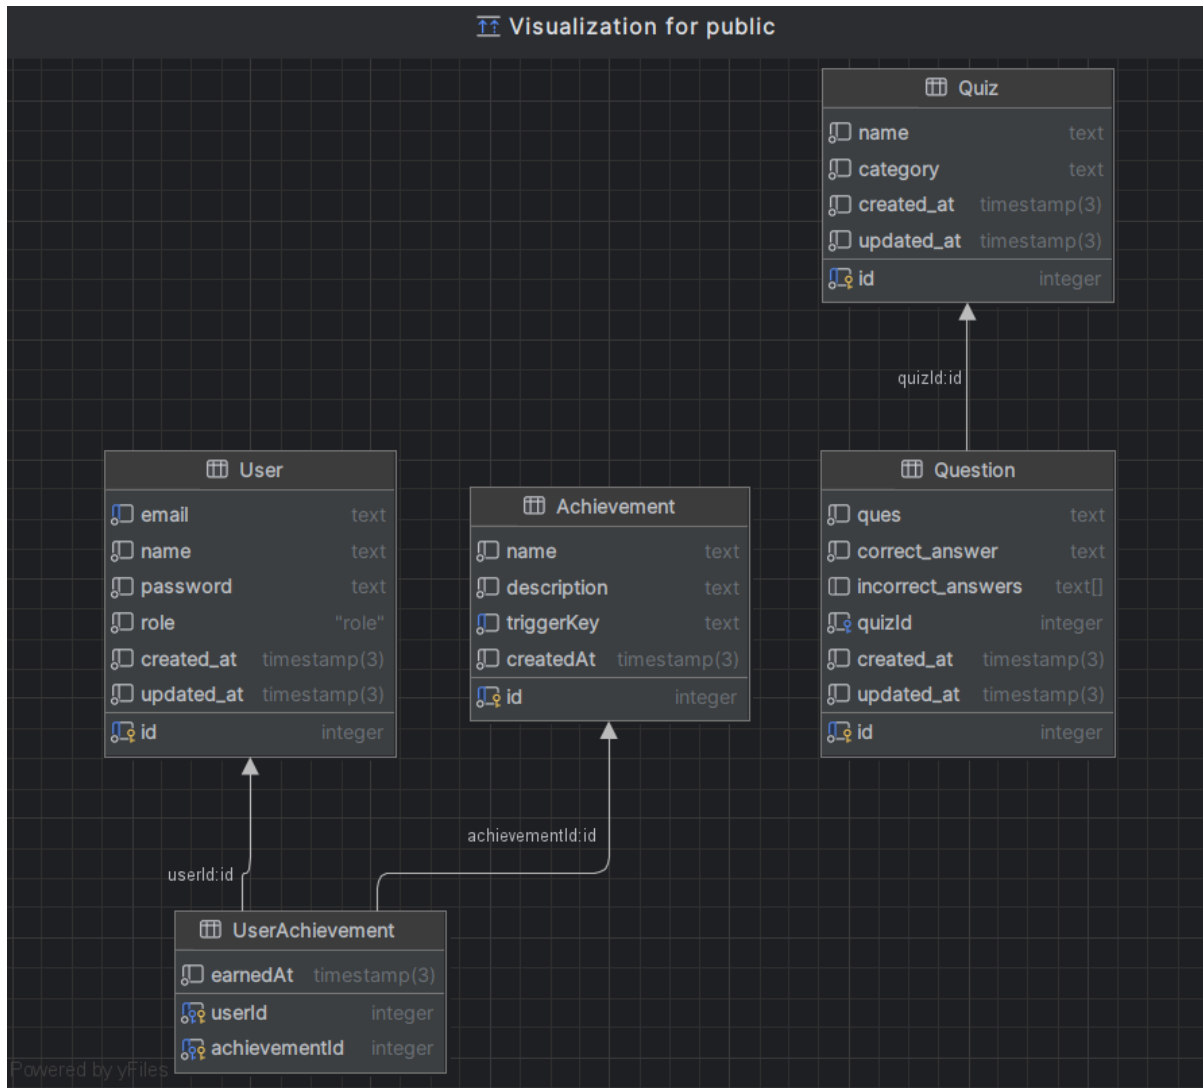 Visualization for public
Quiz
name text
category text
created_at timestamp(3)
updated_at timestamp(3)
id integer
quizId:id
User
email text
name text
password text
role "role"
created_at timestamp(3)
updated_at timestamp(3)
id integer
Achievement
name text
description text
triggerKey text
createdAt timestamp(3)
id integer
Question
ques text
correct_answer text
incorrect_answers text[]
quizId integer
created_at timestamp(3)
updated_at timestamp(3)
id integer
achievementId:id
userId:id
UserAchievement
earnedAt timestamp(3)
userId integer
achievementId integer
Powered by yFiles